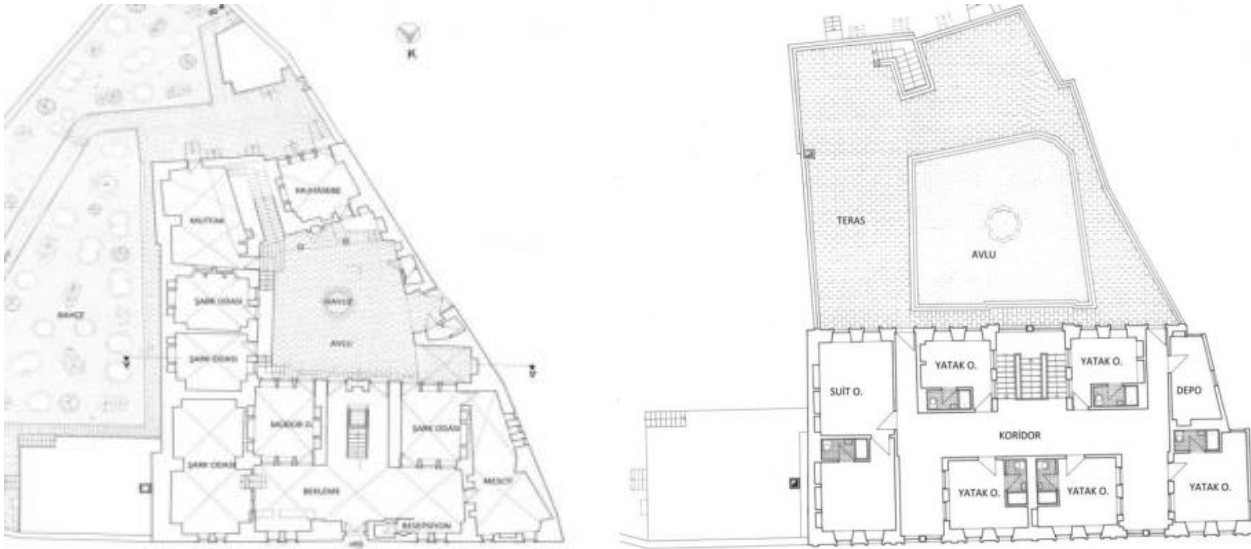 K
MUHASEBE
MUTFAK
ŞARK ODASI
HAVUZ
BAHÇE
AVLU
ŞARK ODASI
MÜDÜR O.
ŞARK ODASI
ŞARK ODASI
MESCİT
BEKLEME
RESEPSİYON
TERAS
AVLU
YATAK O.
YATAK O.
SUİT O.
DEPO
KORİDOR
YATAK O.
YATAK O.
YATAK O.